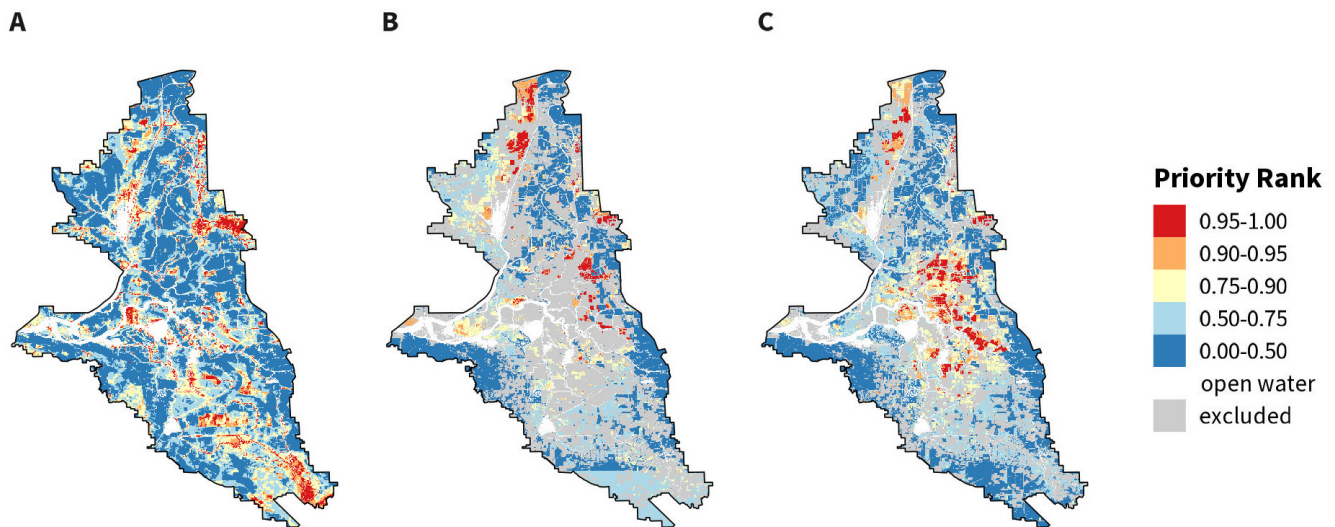 A
B
C
Priority Rank
0.95-1.00
0.90-0.95
0.75-0.90
0.50-0.75
0.00-0.50
open water
excluded